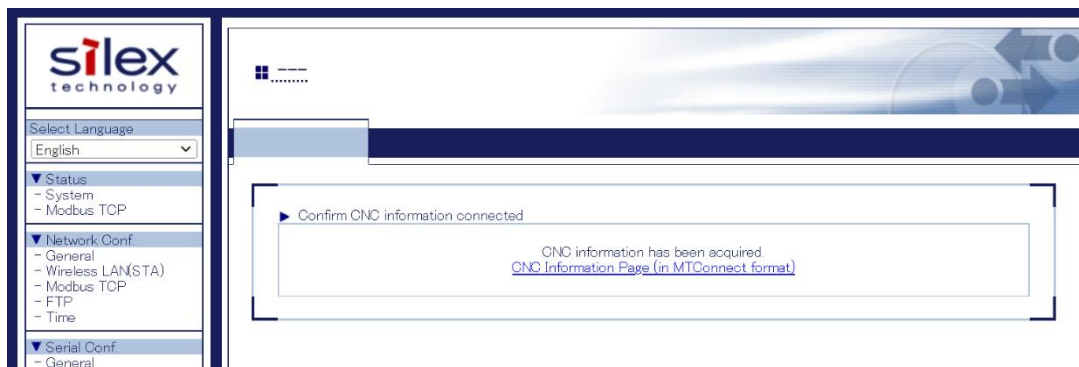 silex
technology
Select Language
English
▼ Status
- System
- Modbus TCP
▼ Network Conf.
- General
- Wireless LAN(STA)
- Modbus TCP
- FTP
- Time
▼ Serial Conf.
- General
▶ Confirm CNC information connected
CNC information has been acquired.
CNC Information Page (in MTConnect format)